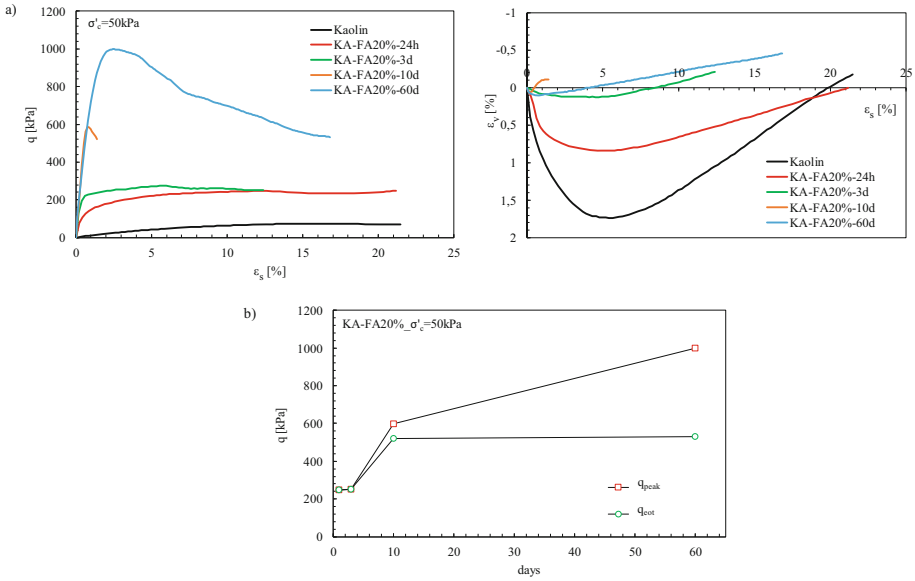 a)
σ'c=50kPa
Kaolin
KA-FA20%-24h
KA-FA20%-3d
KA-FA20%-10d
KA-FA20%-60d
q [kPa]
1200
1000
800
600
400
200
0
0 5 10 15 20 25
εs [%]
-1
-0,5
0
0,5
1
1,5
2
0 5 10 15 20 25
εv [%]
εs [%]
Kaolin
KA-FA20%-24h
KA-FA20%-3d
KA-FA20%-10d
KA-FA20%-60d
b)
KA-FA20%_σ'c=50kPa
q [kPa]
1200
1000
800
600
400
200
0
qpeak
qeot
0 10 20 30 40 50 60
days